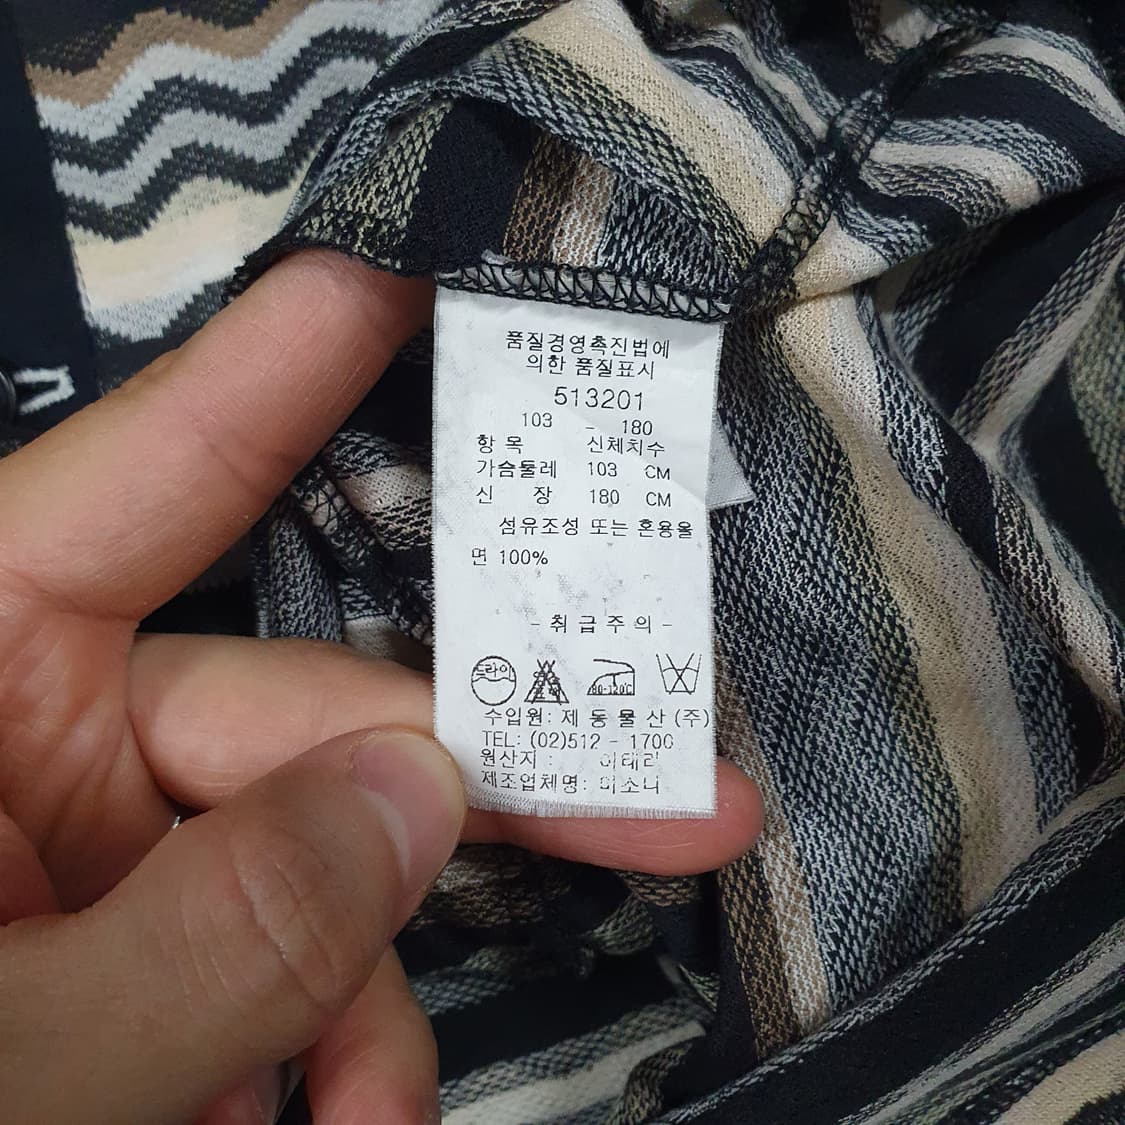 품질경영촉진법에
의한 품질표시
513201
103 - 180
항 목 신체치수
가슴둘레 103 CM
신 장 180 CM
섬유조성 또는 혼용율
면 100%
- 취 급 주 의 -
드라이 80-120℃
수입원: 제 동 물 산 (주)
TEL: (02)512 - 1700
원산지 : 이태리
제조업체명: 미소니